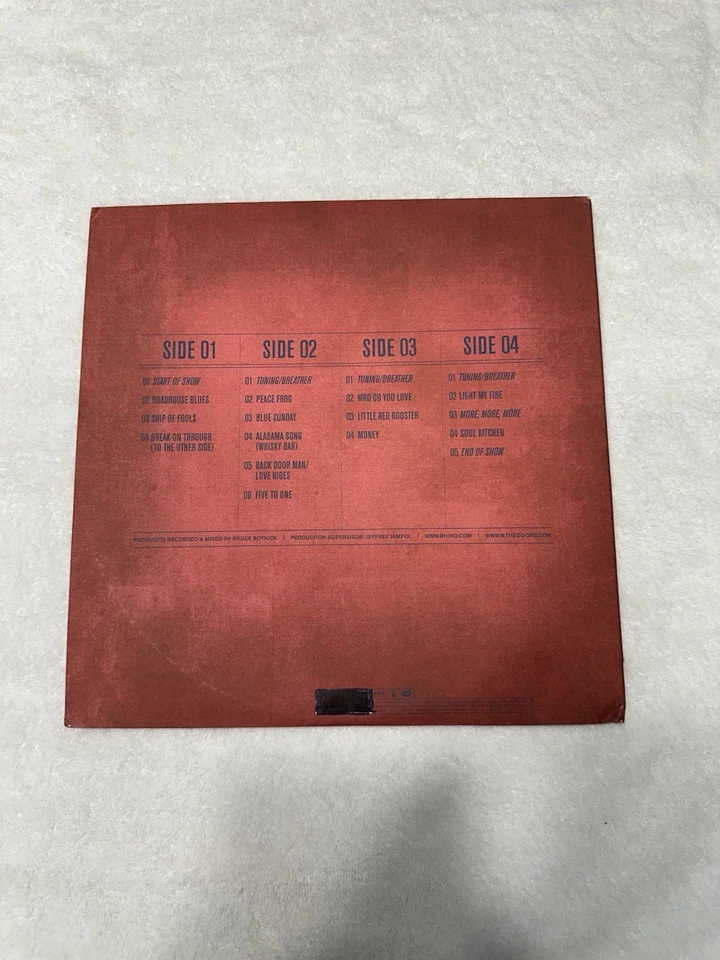 SIDE 01
01 START OF SHOW
02 ROADHOUSE BLUES
03 SHIP OF FOOLS
04 BREAK ON THROUGH
(TO THE OTHER SIDE)
SIDE 02
01 TUNING/BREATHER
02 PEACE FROG
03 BLUE SUNDAY
04 ALABAMA SONG
(WHISKY BAR)
05 BACK DOOR MAN/
LOVE HIDES
06 FIVE TO ONE
SIDE 03
01 TUNING/BREATHER
02 WHO DO YOU LOVE
03 LITTLE RED ROOSTER
04 MONEY
SIDE 04
01 TUNING/BREATHER
02 LIGHT MY FIRE
03 MORE, MORE, MORE
04 SOUL KITCHEN
05 END OF SHOW
PRODUCED, RECORDED & MIXED BY BRUCE BOTNICK | PRODUCTION SUPERVISOR: JEFFREY JAMPOL | WWW.RHINO.COM | WWW.THEDOORS.COM